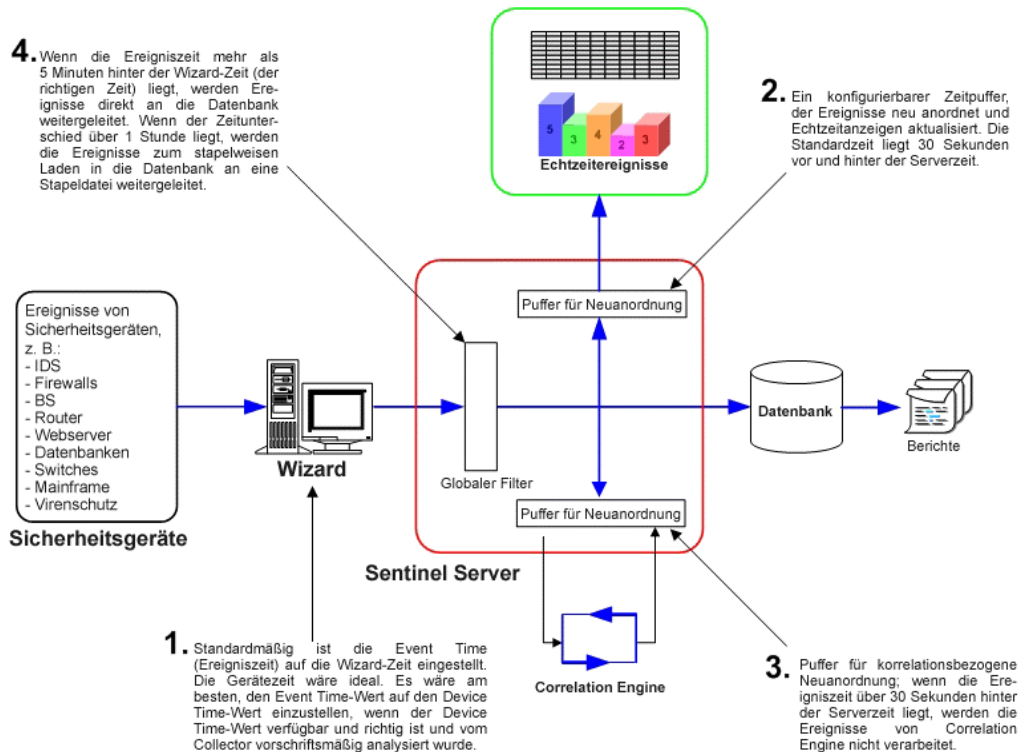 4. Wenn die Ereigniszeit mehr als
5 Minuten hinter der Wizard-Zeit (der
richtigen Zeit) liegt, werden Ere-
ignisse direkt an die Datenbank
weitergeleitet. Wenn der Zeitunter-
schied über 1 Stunde liegt, werden
die Ereignisse zum stapelweisen
Laden in die Datenbank an eine
Stapeldatei weitergeleitet.
5
3
4
2
3
Echtzeitereignisse
2. Ein konfigurierbarer Zeitpuffer,
der Ereignisse neu anordnet und
Echtzeitanzeigen aktualisiert. Die
Standardzeit liegt 30 Sekunden
vor und hinter der Serverzeit.
Ereignisse von
Sicherheitsgeräten,
z. B.:
- IDS
- Firewalls
- BS
- Router
- Webserver
- Datenbanken
- Switches
- Mainframe
- Virenschutz
Sicherheitsgeräte
Wizard
Puffer für Neuanordnung
Globaler Filter
Puffer für Neuanordnung
Sentinel Server
Datenbank
Berichte
Correlation Engine
1. Standardmäßig ist die Event Time
(Ereigniszeit) auf die Wizard-Zeit eingestellt.
Die Gerätezeit wäre ideal. Es wäre am
besten, den Event Time-Wert auf den Device
Time-Wert einzustellen, wenn der Device
Time-Wert verfügbar und richtig ist und vom
Collector vorschriftsmäßig analysiert wurde.
3. Puffer für korrelationsbezogene
Neuanordnung; wenn die Ere-
igniszeit über 30 Sekunden hinter
der Serverzeit liegt, werden die
Ereignisse von Correlation
Engine nicht verarbeitet.